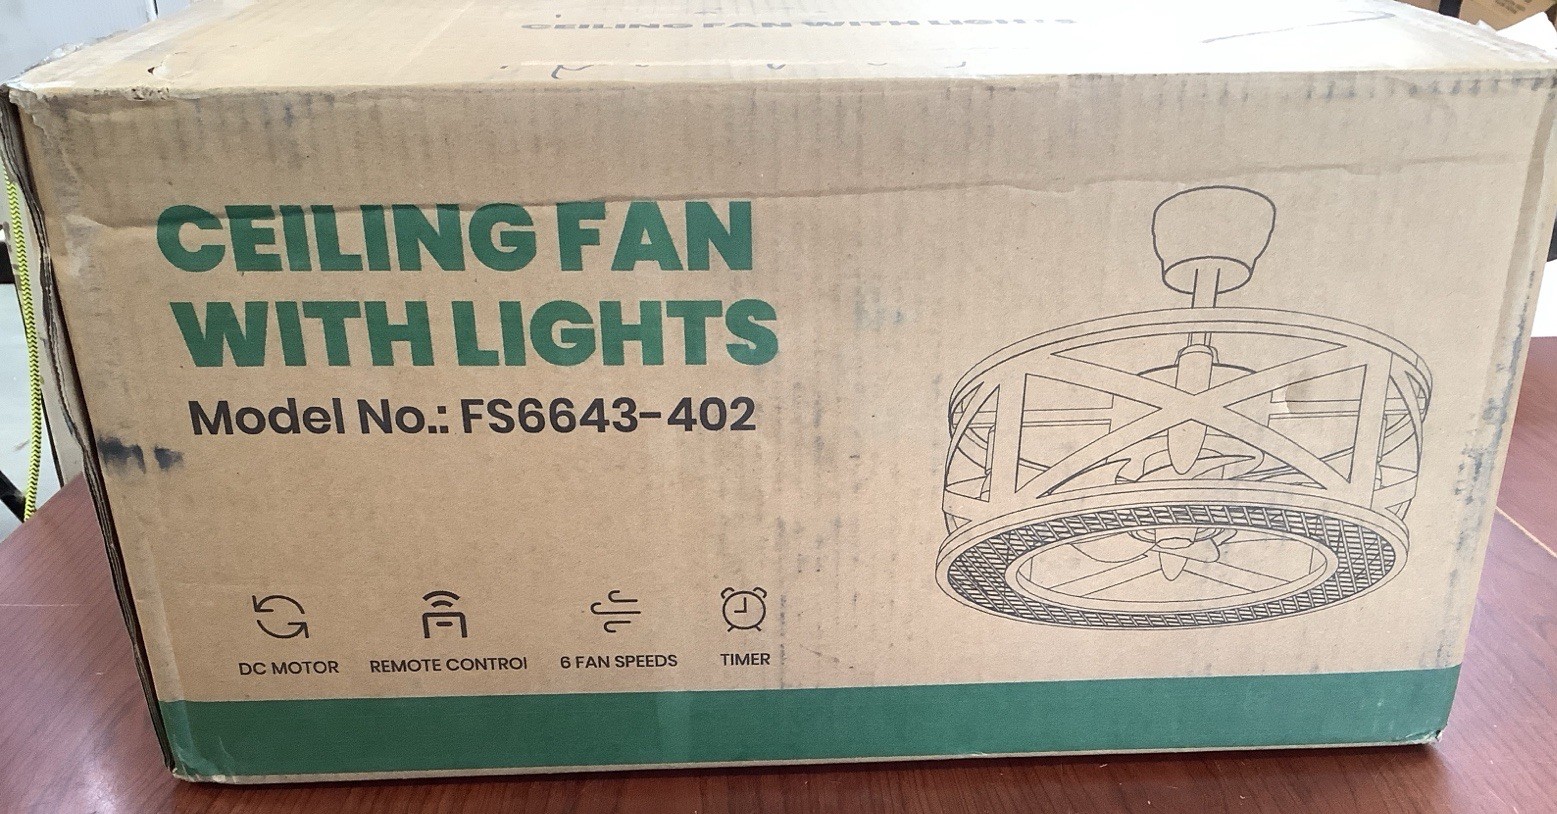 CEILING FAN WITH LIGHTS
CEILING FAN
WITH LIGHTS
Model No.: FS6643-402
DC MOTOR
REMOTE CONTROl
6 FAN SPEEDS
TIMER